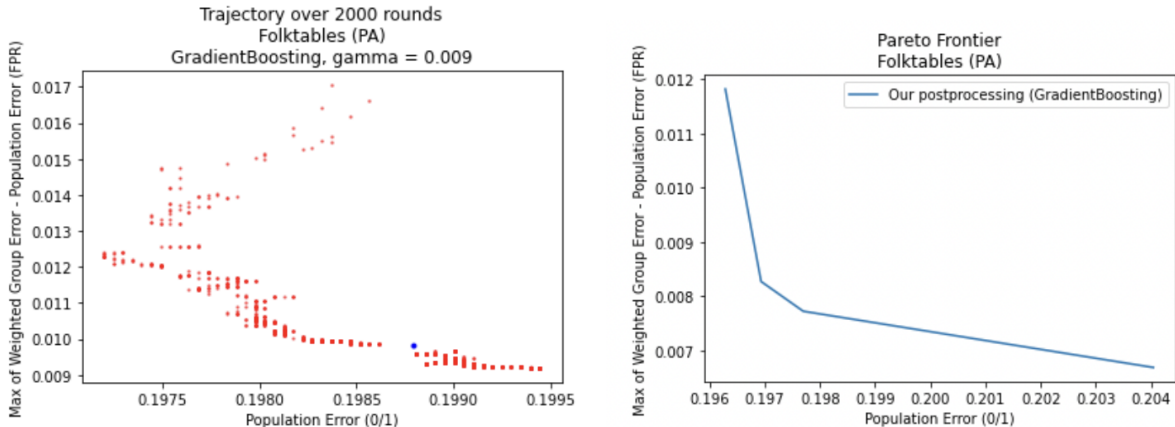 Trajectory over 2000 rounds
Folktables (PA)
GradientBoosting, gamma = 0.009
Max of Weighted Group Error - Population Error (FPR)
0.017
0.016
0.015
0.014
0.013
0.012
0.011
0.010
0.009
0.1975
0.1980
0.1985
0.1990
0.1995
Population Error (0/1)
Pareto Frontier
Folktables (PA)
Our postprocessing (GradientBoosting)
Max of Weighted Group Error - Population Error (FPR)
0.012
0.011
0.010
0.009
0.008
0.007
0.196
0.197
0.198
0.199
0.200
0.201
0.202
0.203
0.204
Population Error (0/1)